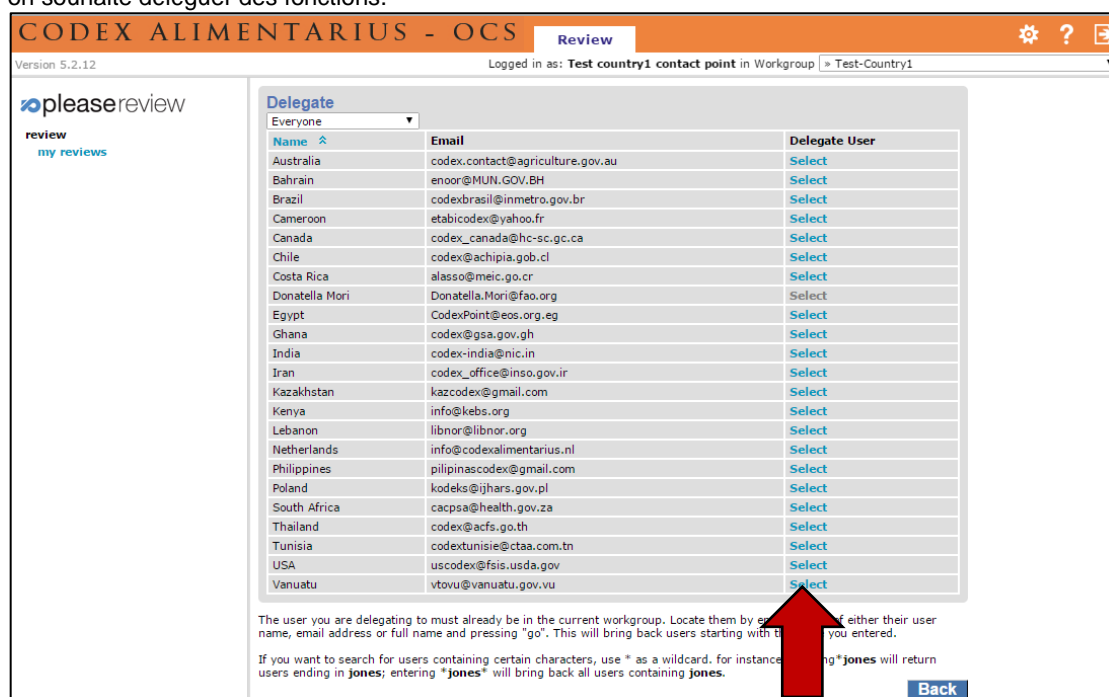 on souhaite déléguer des fonctions.
CODEX ALIMENTARIUS - OCS Review ?
Version 5.2.12 Logged in as: Test country1 contact point in Workgroup » Test-Country1
pleasereview
review
my reviews
Delegate
Everyone
Name Email Delegate User
Australia codex.contact@agriculture.gov.au Select
Bahrain enoor@MUN.GOV.BH Select
Brazil codexbrasil@inmetro.gov.br Select
Cameroon etabicodex@yahoo.fr Select
Canada codex_canada@hc-sc.gc.ca Select
Chile codex@achipia.gob.cl Select
Costa Rica alasso@meic.go.cr Select
Donatella Mori Donatella.Mori@fao.org Select
Egypt CodexPoint@eos.org.eg Select
Ghana codex@gsa.gov.gh Select
India codex-india@nic.in Select
Iran codex_office@inso.gov.ir Select
Kazakhstan kazcodex@gmail.com Select
Kenya info@kebs.org Select
Lebanon libnor@libnor.org Select
Netherlands info@codexalimentarius.nl Select
Philippines pilipinascodex@gmail.com Select
Poland kodeks@ijhars.gov.pl Select
South Africa cacpsa@health.gov.za Select
Thailand codex@acfs.go.th Select
Tunisia codextunisie@ctaa.com.tn Select
USA uscodex@fsis.usda.gov Select
Vanuatu vtovu@vanuatu.gov.vu Select
The user you are delegating to must already be in the current workgroup. Locate them by of either their user
name, email address or full name and pressing "go". This will bring back users starting with you entered.
If you want to search for users containing certain characters, use * as a wildcard. for instance *jones will return
users ending in jones; entering *jones* will bring back all users containing jones.
Back